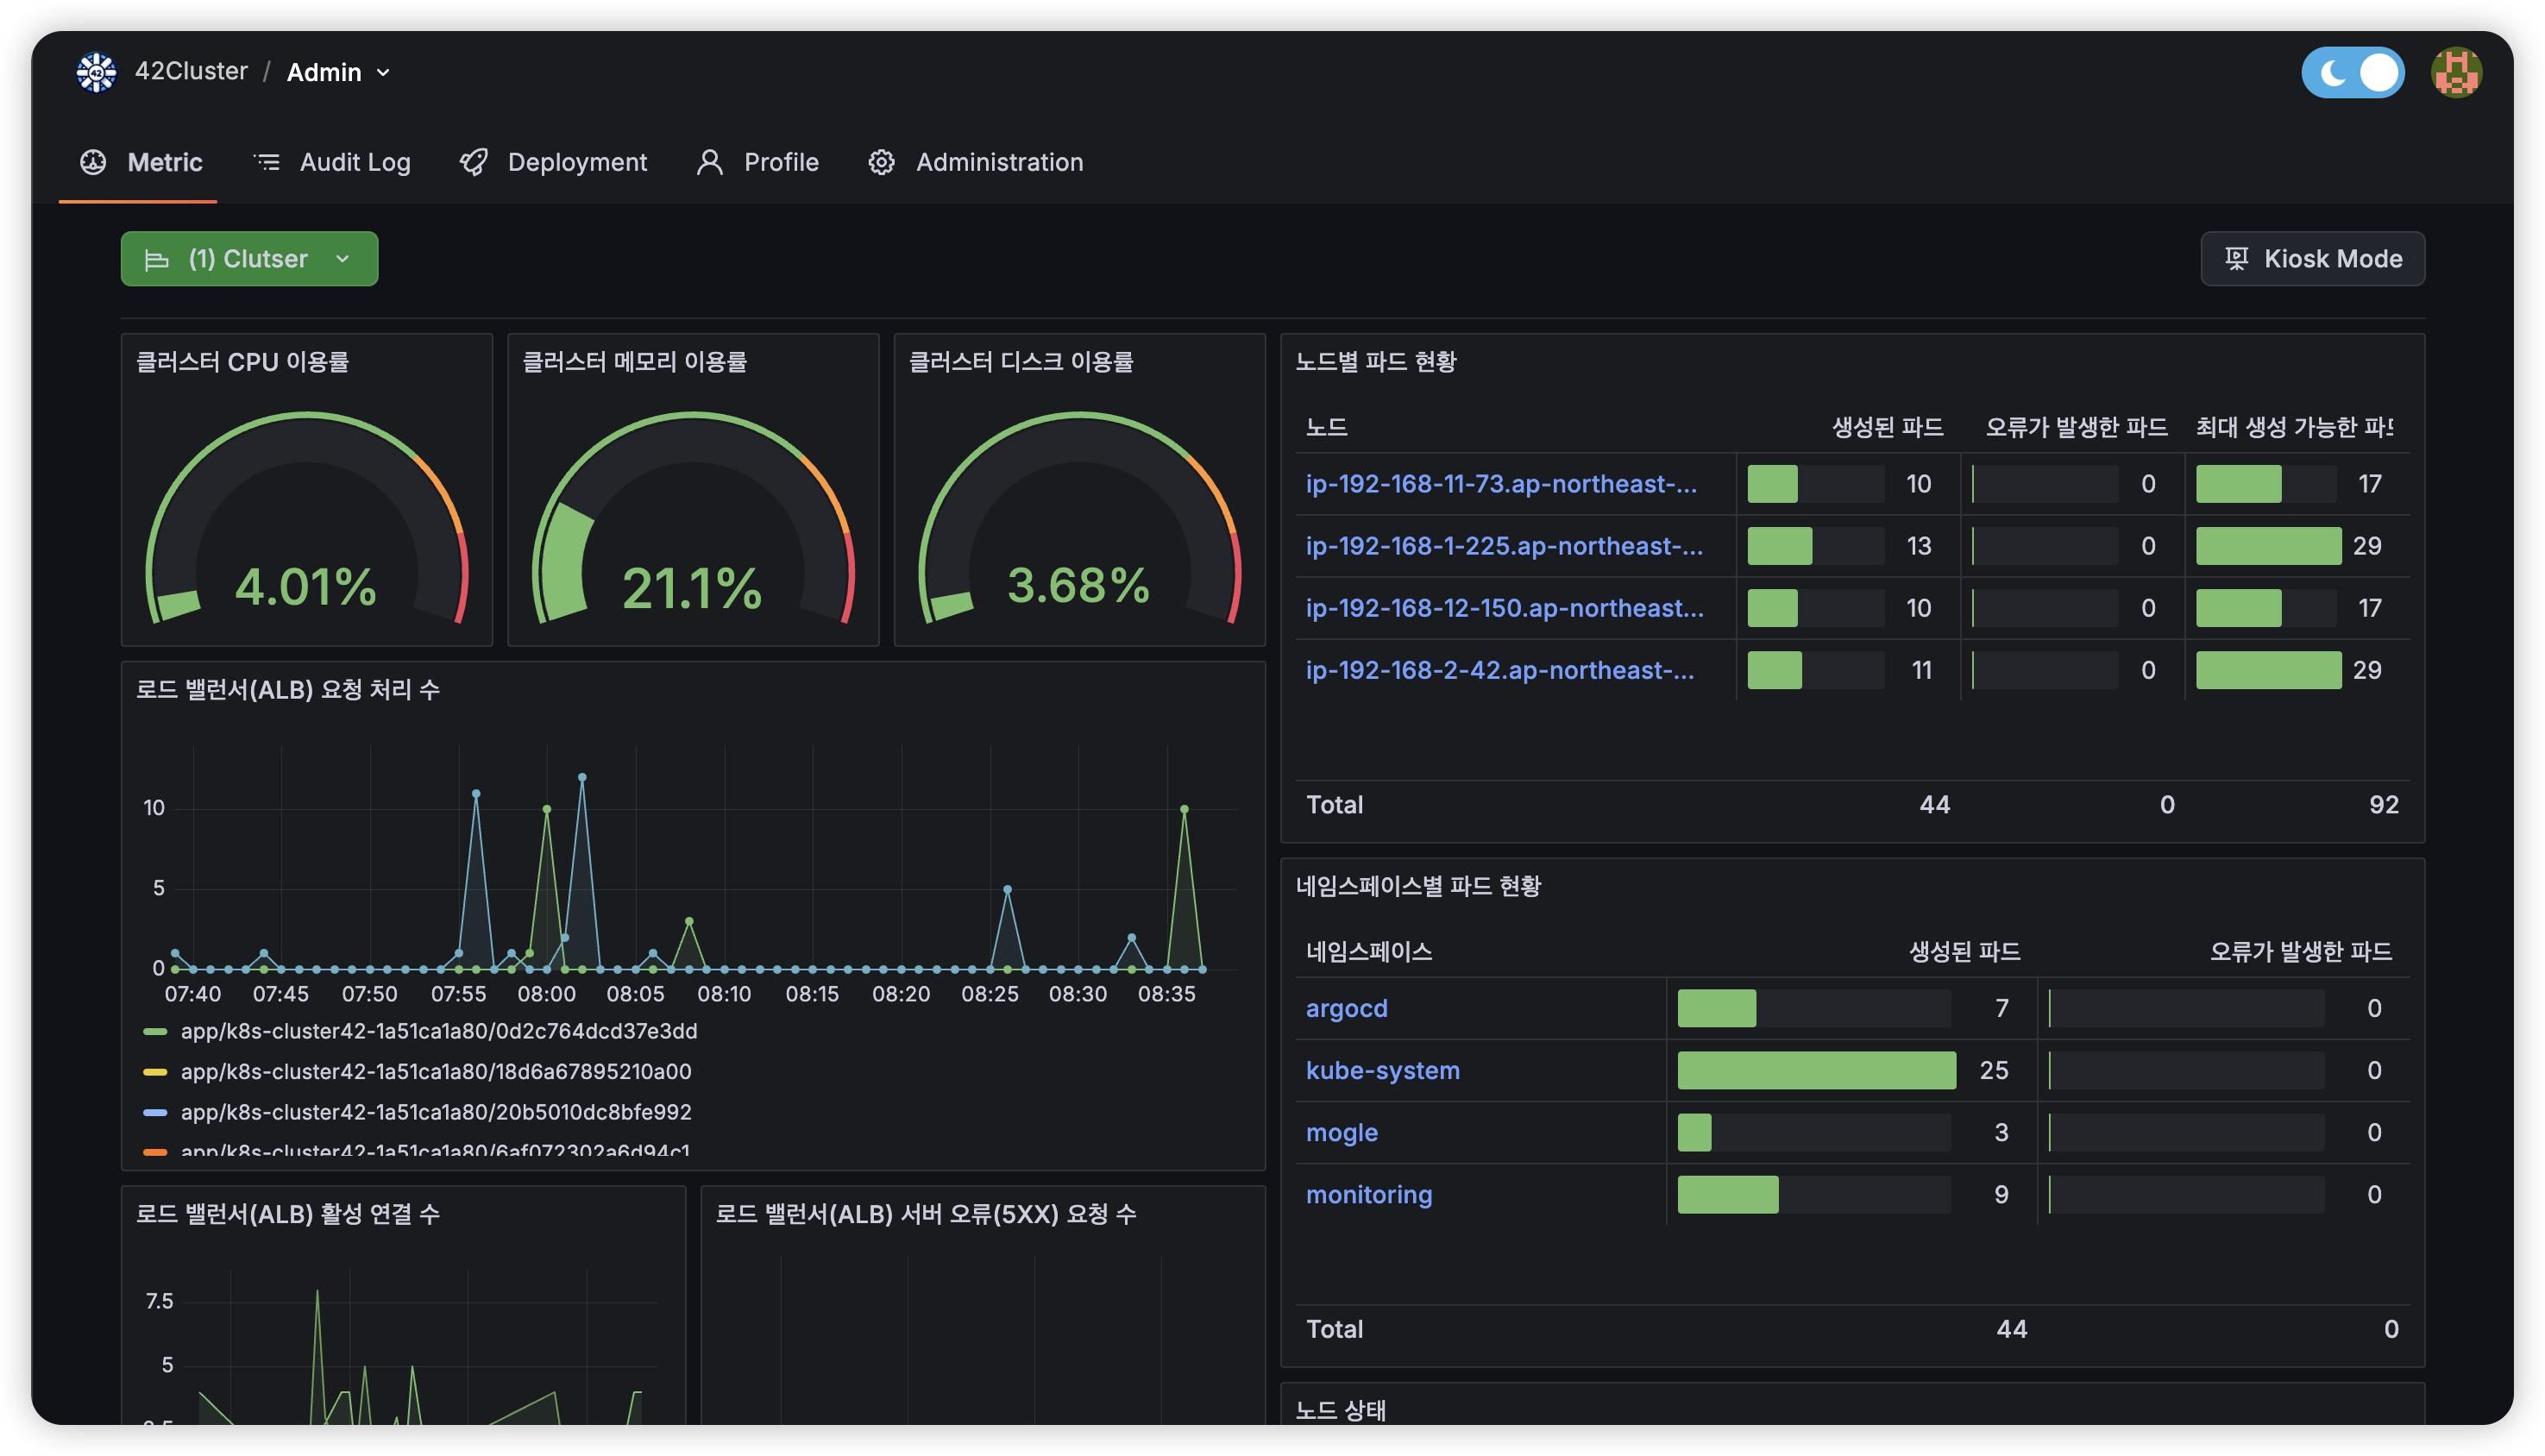 42Cluster / Admin
Metric
Audit Log
Deployment
Profile
Administration
(1) Clutser
Kiosk Mode
클러스터 CPU 이용률
4.01%
클러스터 메모리 이용률
21.1%
클러스터 디스크 이용률
3.68%
로드 밸런서(ALB) 요청 처리 수
10
5
0
07:40 07:45 07:50 07:55 08:00 08:05 08:10 08:15 08:20 08:25 08:30 08:35
app/k8s-cluster42-1a51ca1a80/0d2c764dcd37e3dd
app/k8s-cluster42-1a51ca1a80/18d6a67895210a00
app/k8s-cluster42-1a51ca1a80/20b5010dc8bfe992
app/k8s-cluster42-1a51ca1a80/6af072302a6d94c1
로드 밸런서(ALB) 활성 연결 수
7.5
5
로드 밸런서(ALB) 서버 오류(5XX) 요청 수
노드별 파드 현황
노드 생성된 파드 오류가 발생한 파드 최대 생성 가능한
ip-192-168-11-73.ap-northeast-... 10 0 17
ip-192-168-1-225.ap-northeast-... 13 0 29
ip-192-168-12-150.ap-northeast... 10 0 17
ip-192-168-2-42.ap-northeast-... 11 0 29
Total 44 0 92
네임스페이스별 파드 현황
네임스페이스 생성된 파드 오류가 발생한 파드
argocd 7 0
kube-system 25 0
mogle 3 0
monitoring 9 0
Total 44 0
노드 상태